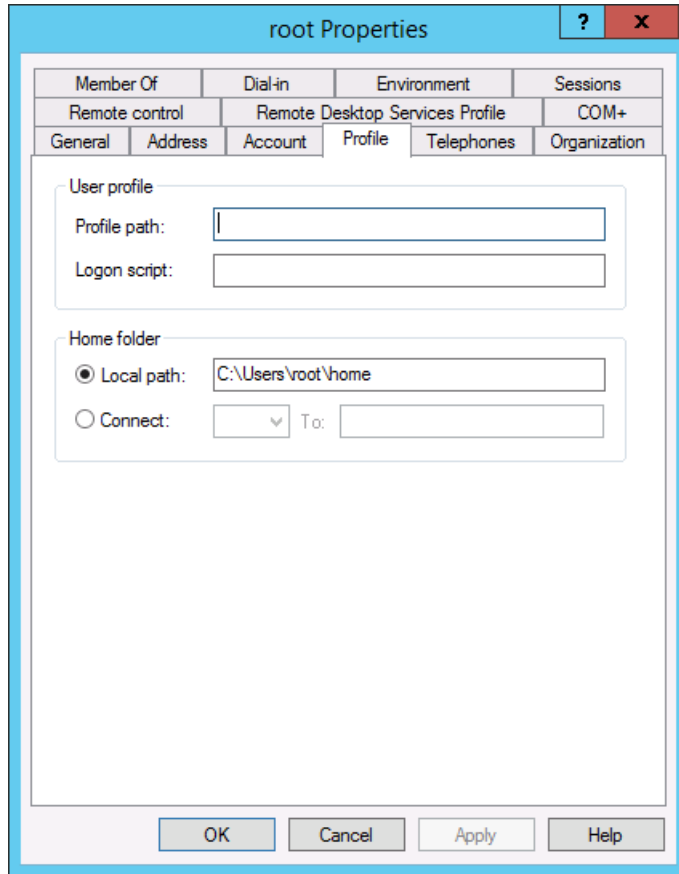 root Properties
?
x
Member Of
Dial-in
Environment
Sessions
Remote control
Remote Desktop Services Profile
COM+
General
Address
Account
Profile
Telephones
Organization
User profile
Profile path:
Logon script:
Home folder
Local path: C:\Users\root\home
Connect: To:
OK
Cancel
Apply
Help